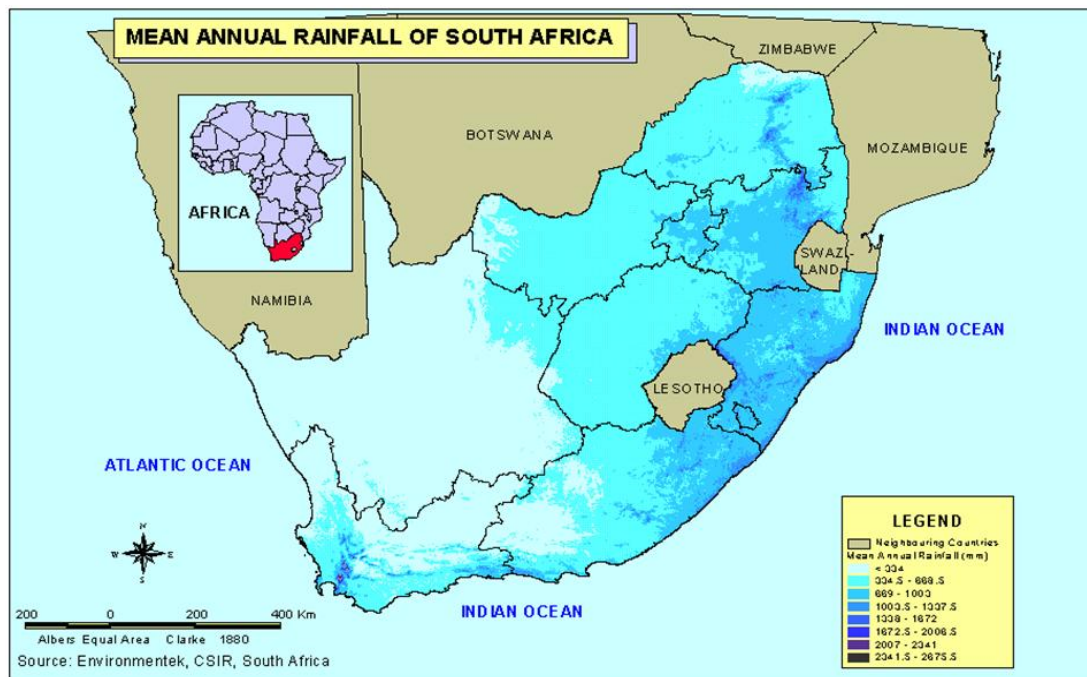 MEAN ANNUAL RAINFALL OF SOUTH AFRICA
ZIMBABWE
BOTSWANA
MOZAMBIQUE
AFRICA
SWAZI-
LAND
NAMIBIA
INDIAN OCEAN
LESOTHO
ATLANTIC OCEAN
N
W E
S
INDIAN OCEAN
200 0 200 400 Km
Albers Equal Area Clarke 1880
Source: Environmentek, CSIR, South Africa
LEGEND
Neighbouring Countries
Mean Annual Rainfall (mm)
< 334
334.5 - 668.5
669 - 1003
1003.5 - 1337.5
1338 - 1672
1672.5 - 2006.5
2007 - 2341
2341.5 - 2675.5